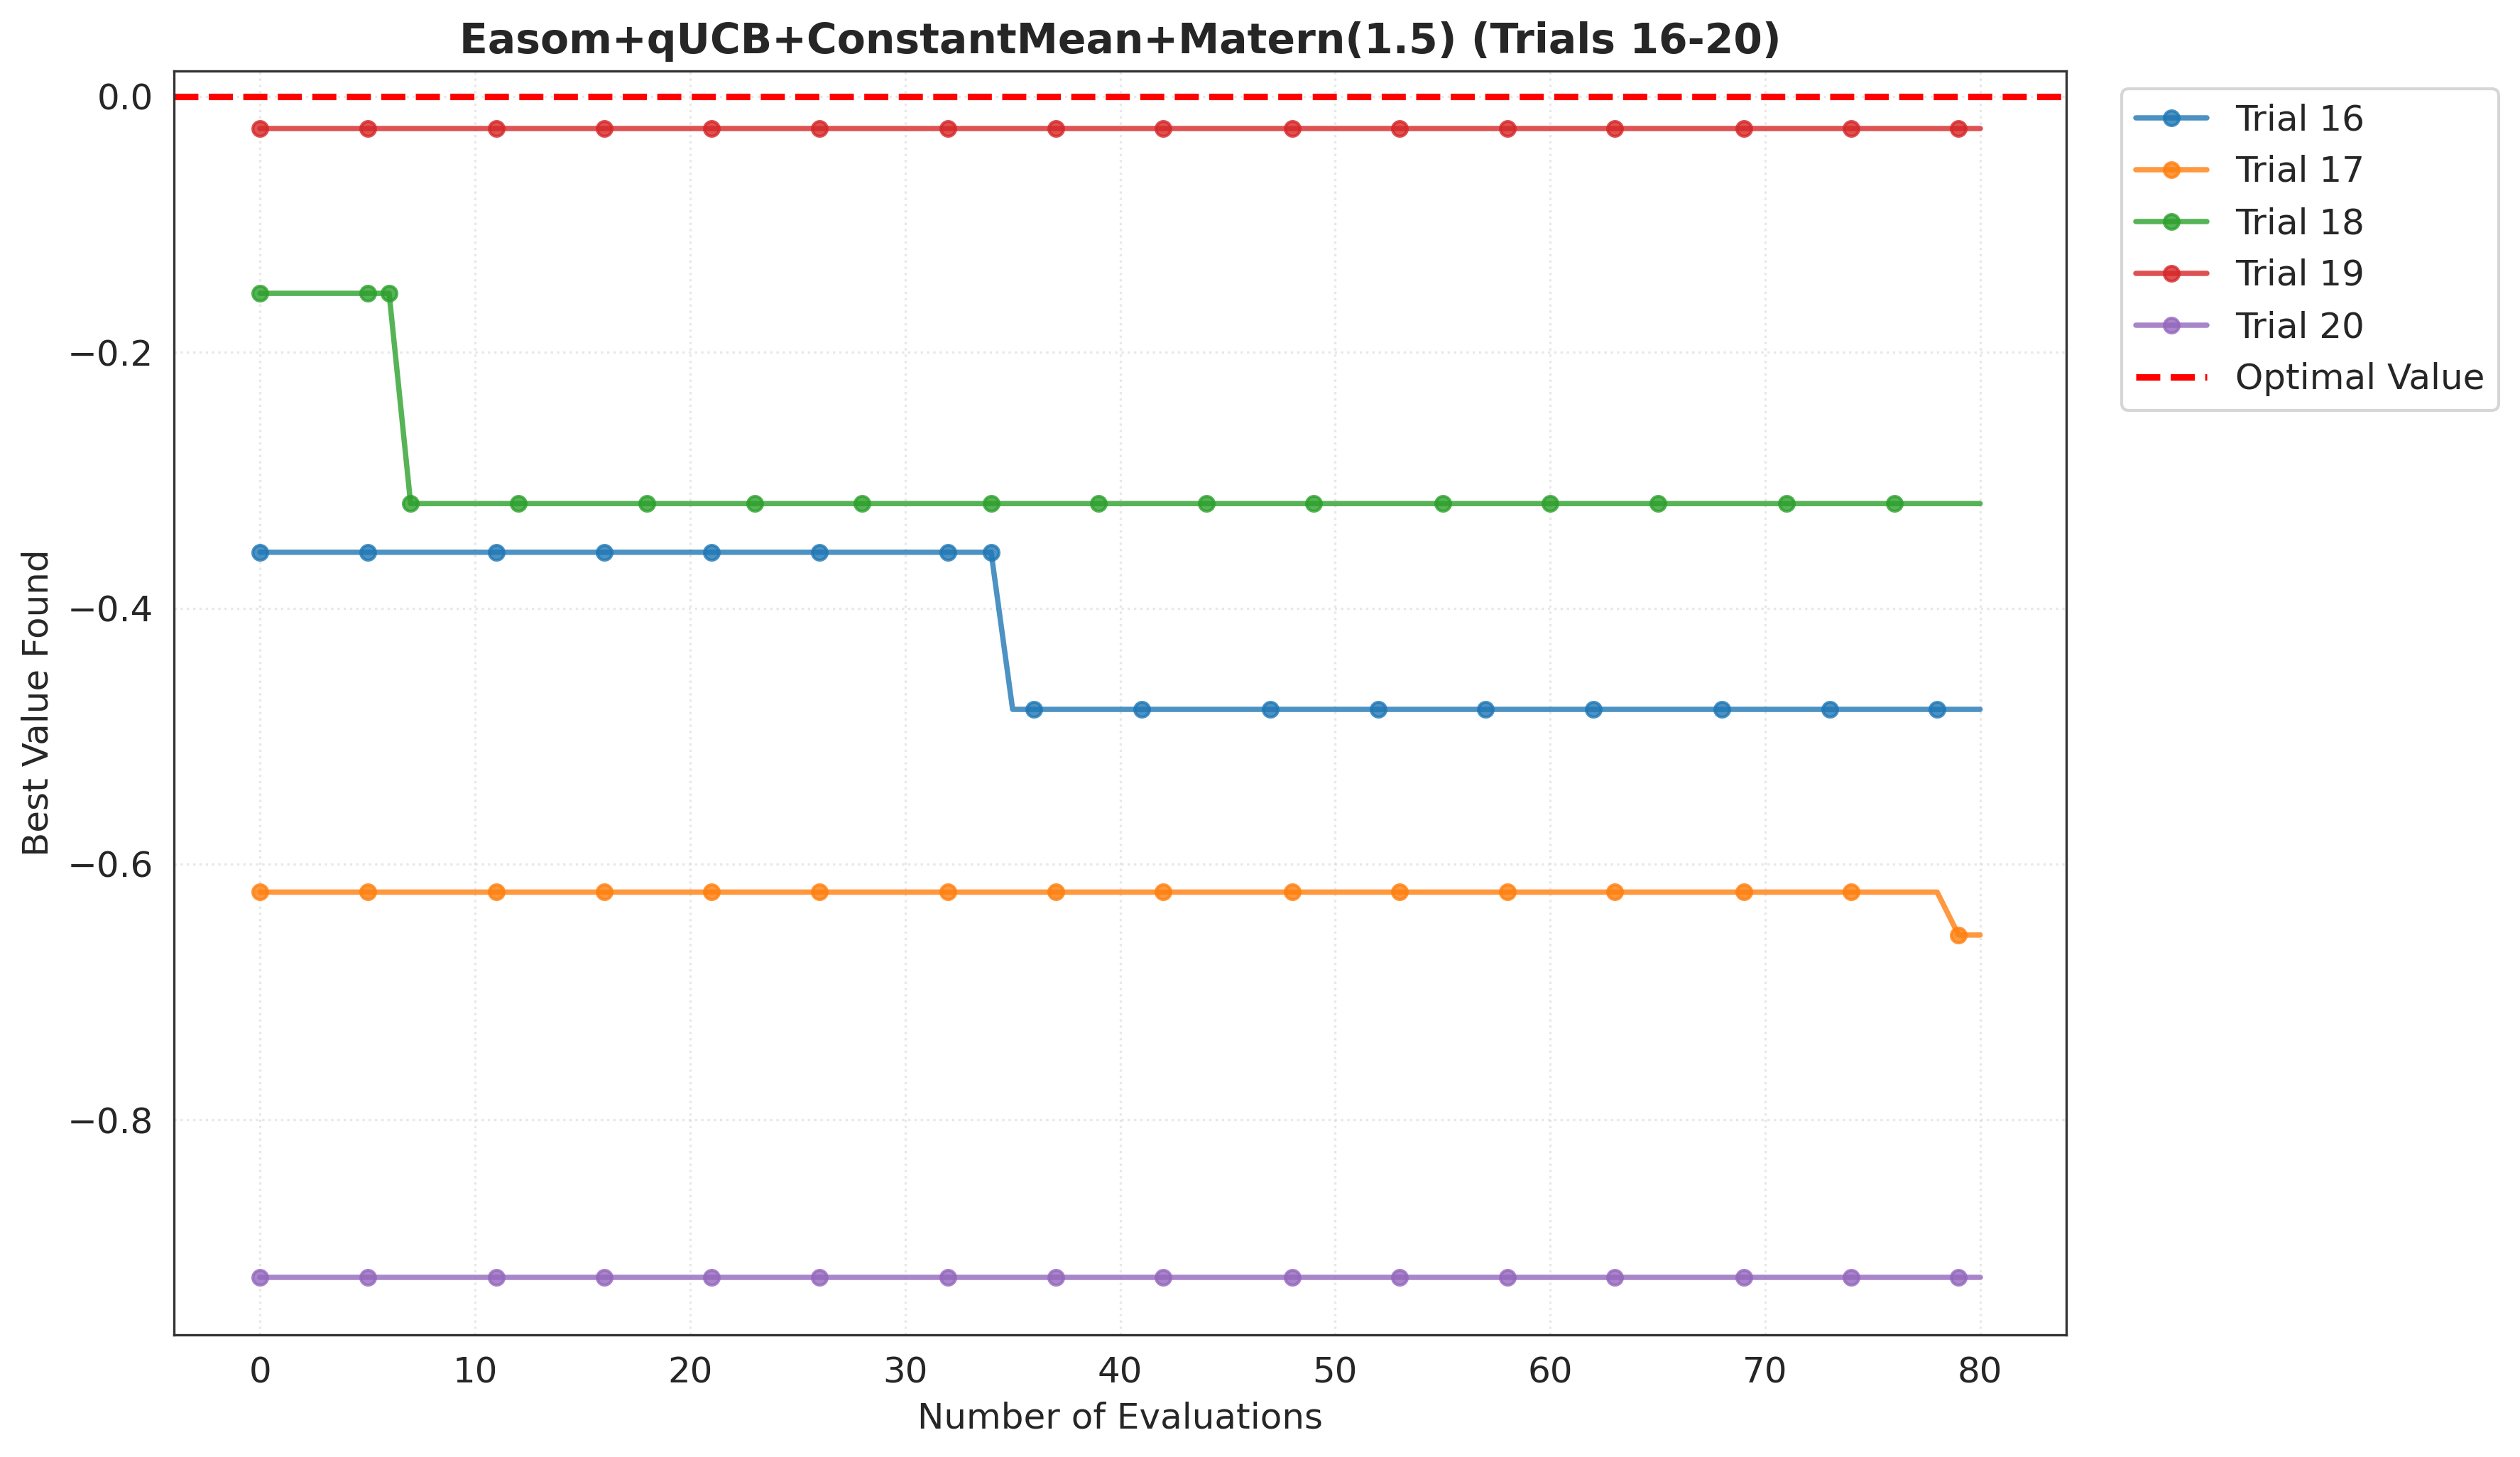 Easom+qUCB+ConstantMean+Matern(1.5) (Trials 16-20)
Best Value Found
0.0
−0.2
−0.4
−0.6
−0.8
0 10 20 30 40 50 60 70 80
Number of Evaluations
Trial 16
Trial 17
Trial 18
Trial 19
Trial 20
Optimal Value